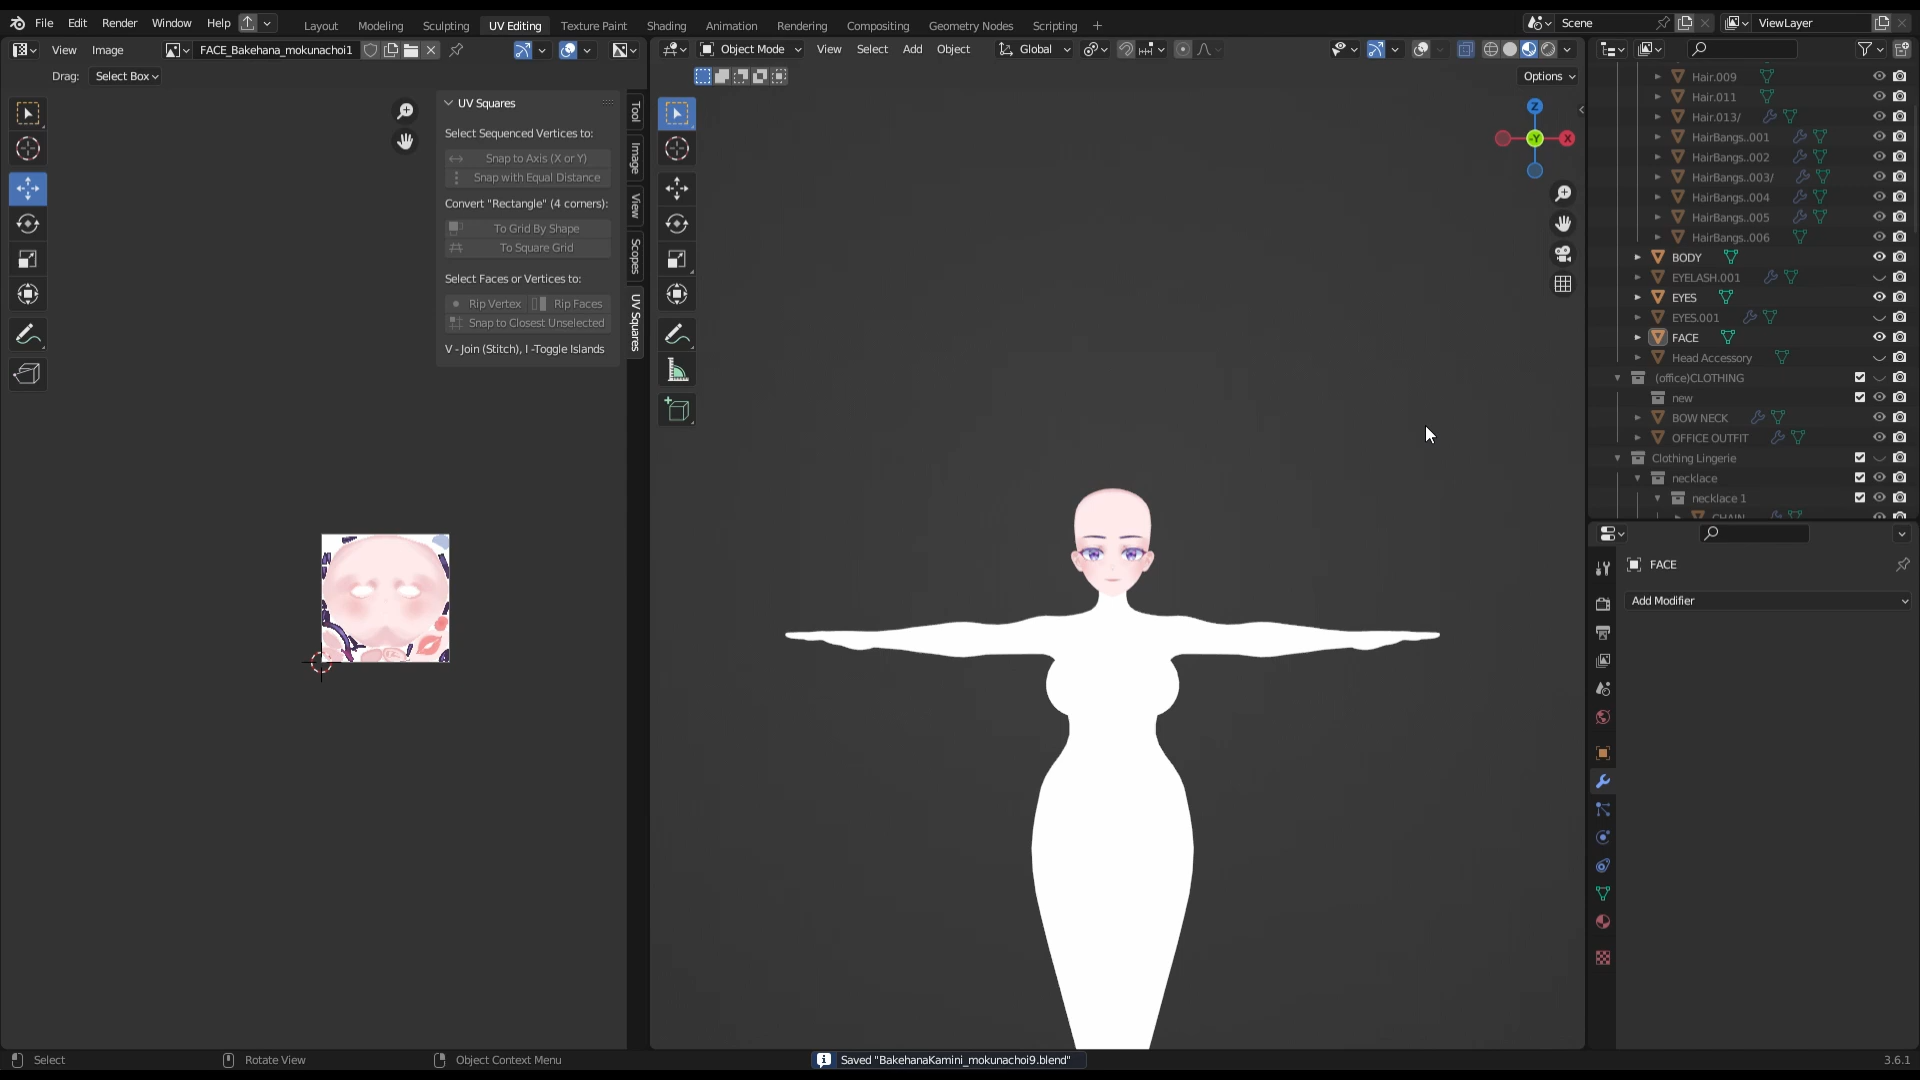 File Edit Render Window Help
Layout Modeling Sculpting UV Editing Texture Paint Shading Animation Rendering Compositing Geometry Nodes Scripting +
Scene
ViewLayer
View Image
FACE_Bakehana_mokunachoi1
Object Mode
View Select Add Object
Global
Drag: Select Box
Options
UV Squares
Select Sequenced Vertices to:
Snap to Axis (X or Y)
Snap with Equal Distance
Convert "Rectangle" (4 corners):
To Grid By Shape
To Square Grid
Select Faces or Vertices to:
Rip Vertex
Rip Faces
Snap to Closest Unselected
V - Join (Stitch), I -Toggle Islands
Tool
Image
View
Scopes
UV Squares
Z
-Y
X
Hair.009
Hair.011
Hair.013/
HairBangs..001
HairBangs..002
HairBangs..003/
HairBangs..004
HairBangs..005
HairBangs..006
BODY
EYELASH.001
EYES
EYES.001
FACE
Head Accessory
(office)CLOTHING
new
BOW NECK
OFFICE OUTFIT
Clothing Lingerie
necklace
necklace 1
CHAIN
FACE
Add Modifier
Select
Rotate View
Object Context Menu
Saved "BakehanaKamini_mokunachoi9.blend"
3.6.1